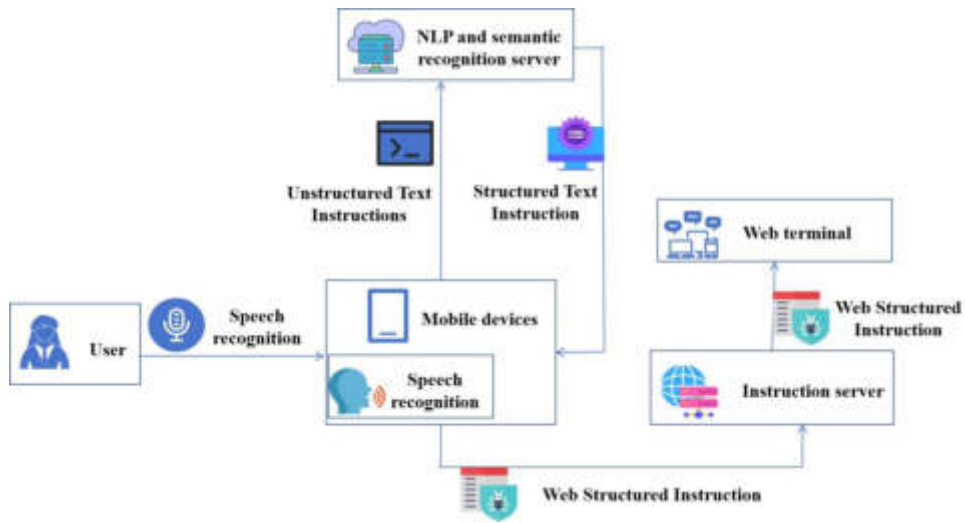 NLP and semantic
recognition server
Unstructured Text
Instructions
Structured Text
Instruction
Web terminal
Web Structured
Instruction
User
Speech
recognition
Mobile devices
Speech
recognition
Instruction server
Web Structured Instruction